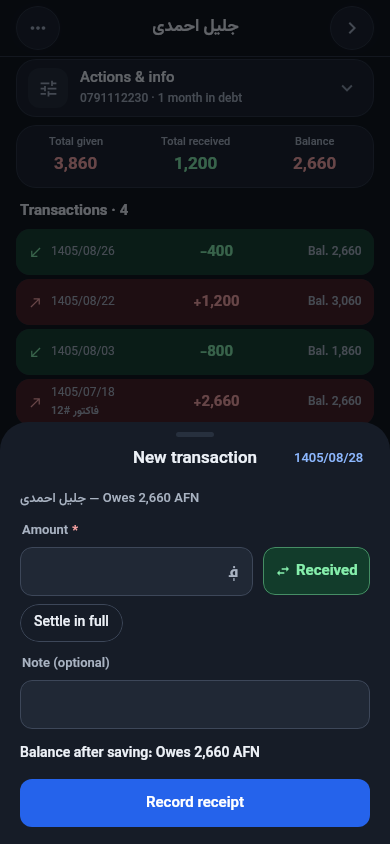 جلیل احمدی
Actions & info
0791112230 · 1 month in debt
Total given Total received Balance
3,860 1,200 2,660
Transactions · 4
1405/08/26 −400 Bal. 2,660
1405/08/22 +1,200 Bal. 3,060
1405/08/03 −800 Bal. 1,860
1405/07/18 +2,660 Bal. 2,660
فاکتور #12
New transaction 1405/08/28
جلیل احمدی — Owes 2,660 AFN
Amount *
؋ Received
Settle in full
Note (optional)
Balance after saving: Owes 2,660 AFN
Record receipt